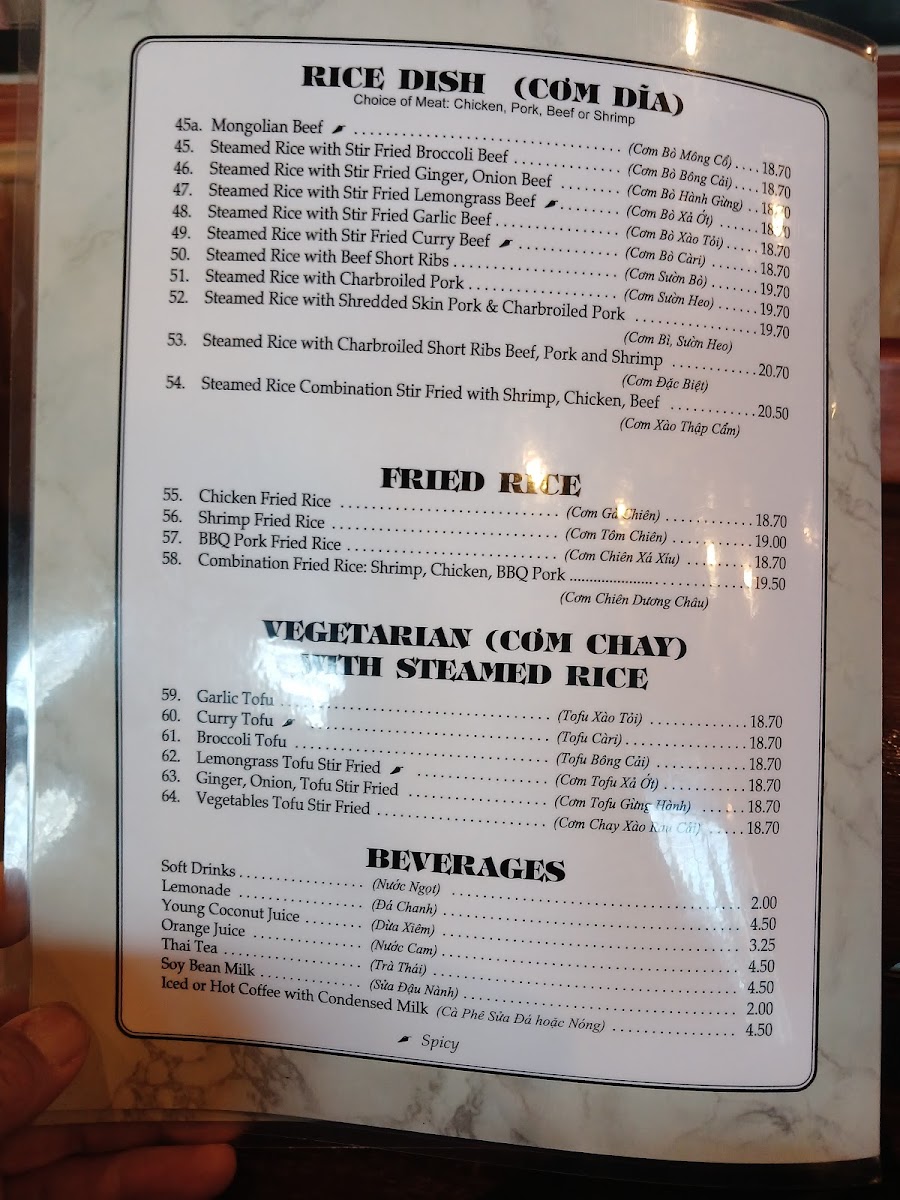 RICE DISH (CƠM DĨA)
Choice of Meat: Chicken, Pork, Beef or Shrimp
45a. Mongolian Beef (Cơm Bò Mông Cổ) 18.70
45. Steamed Rice with Stir Fried Broccoli Beef (Cơm Bò Bông Cải) 18.70
46. Steamed Rice with Stir Fried Ginger, Onion Beef (Cơm Bò Hành Gừng) 18.70
47. Steamed Rice with Stir Fried Lemongrass Beef (Cơm Bò Xả Ớt) 18.70
48. Steamed Rice with Stir Fried Garlic Beef (Cơm Bò Xào Tỏi) 18.70
49. Steamed Rice with Stir Fried Curry Beef (Cơm Bò Càri) 18.70
50. Steamed Rice with Beef Short Ribs (Cơm Sườn Bò) 19.70
51. Steamed Rice with Charbroiled Pork (Cơm Sườn Heo) 19.70
52. Steamed Rice with Shredded Skin Pork & Charbroiled Pork 19.70
(Cơm Bì, Sườn Heo)
53. Steamed Rice with Charbroiled Short Ribs Beef, Pork and Shrimp 20.70
(Cơm Đặc Biệt)
54. Steamed Rice Combination Stir Fried with Shrimp, Chicken, Beef 20.50
(Cơm Xào Thập Cẩm)
FRIED RICE
55. Chicken Fried Rice (Cơm Gà Chiên) 18.70
56. Shrimp Fried Rice (Cơm Tôm Chiên) 19.00
57. BBQ Pork Fried Rice (Cơm Chiên Xá Xíu) 18.70
58. Combination Fried Rice: Shrimp, Chicken, BBQ Pork 19.50
(Cơm Chiên Dương Châu)
VEGETARIAN (CƠM CHAY)
WITH STEAMED RICE
59. Garlic Tofu (Tofu Xào Tỏi) 18.70
60. Curry Tofu (Tofu Càri) 18.70
61. Broccoli Tofu (Tofu Bông Cải) 18.70
62. Lemongrass Tofu Stir Fried (Cơm Tofu Xả Ớt) 18.70
63. Ginger, Onion, Tofu Stir Fried (Cơm Tofu Gừng Hành) 18.70
64. Vegetables Tofu Stir Fried (Cơm Chay Xào Rau Cải) 18.70
BEVERAGES
Soft Drinks (Nước Ngọt) 2.00
Lemonade (Đá Chanh) 4.50
Young Coconut Juice (Dừa Xiêm) 3.25
Orange Juice (Nước Cam) 4.50
Thai Tea (Trà Thái) 4.50
Soy Bean Milk (Sửa Đậu Nành) 2.00
Iced or Hot Coffee with Condensed Milk (Cà Phê Sửa Đá hoặc Nóng) 4.50
Spicy